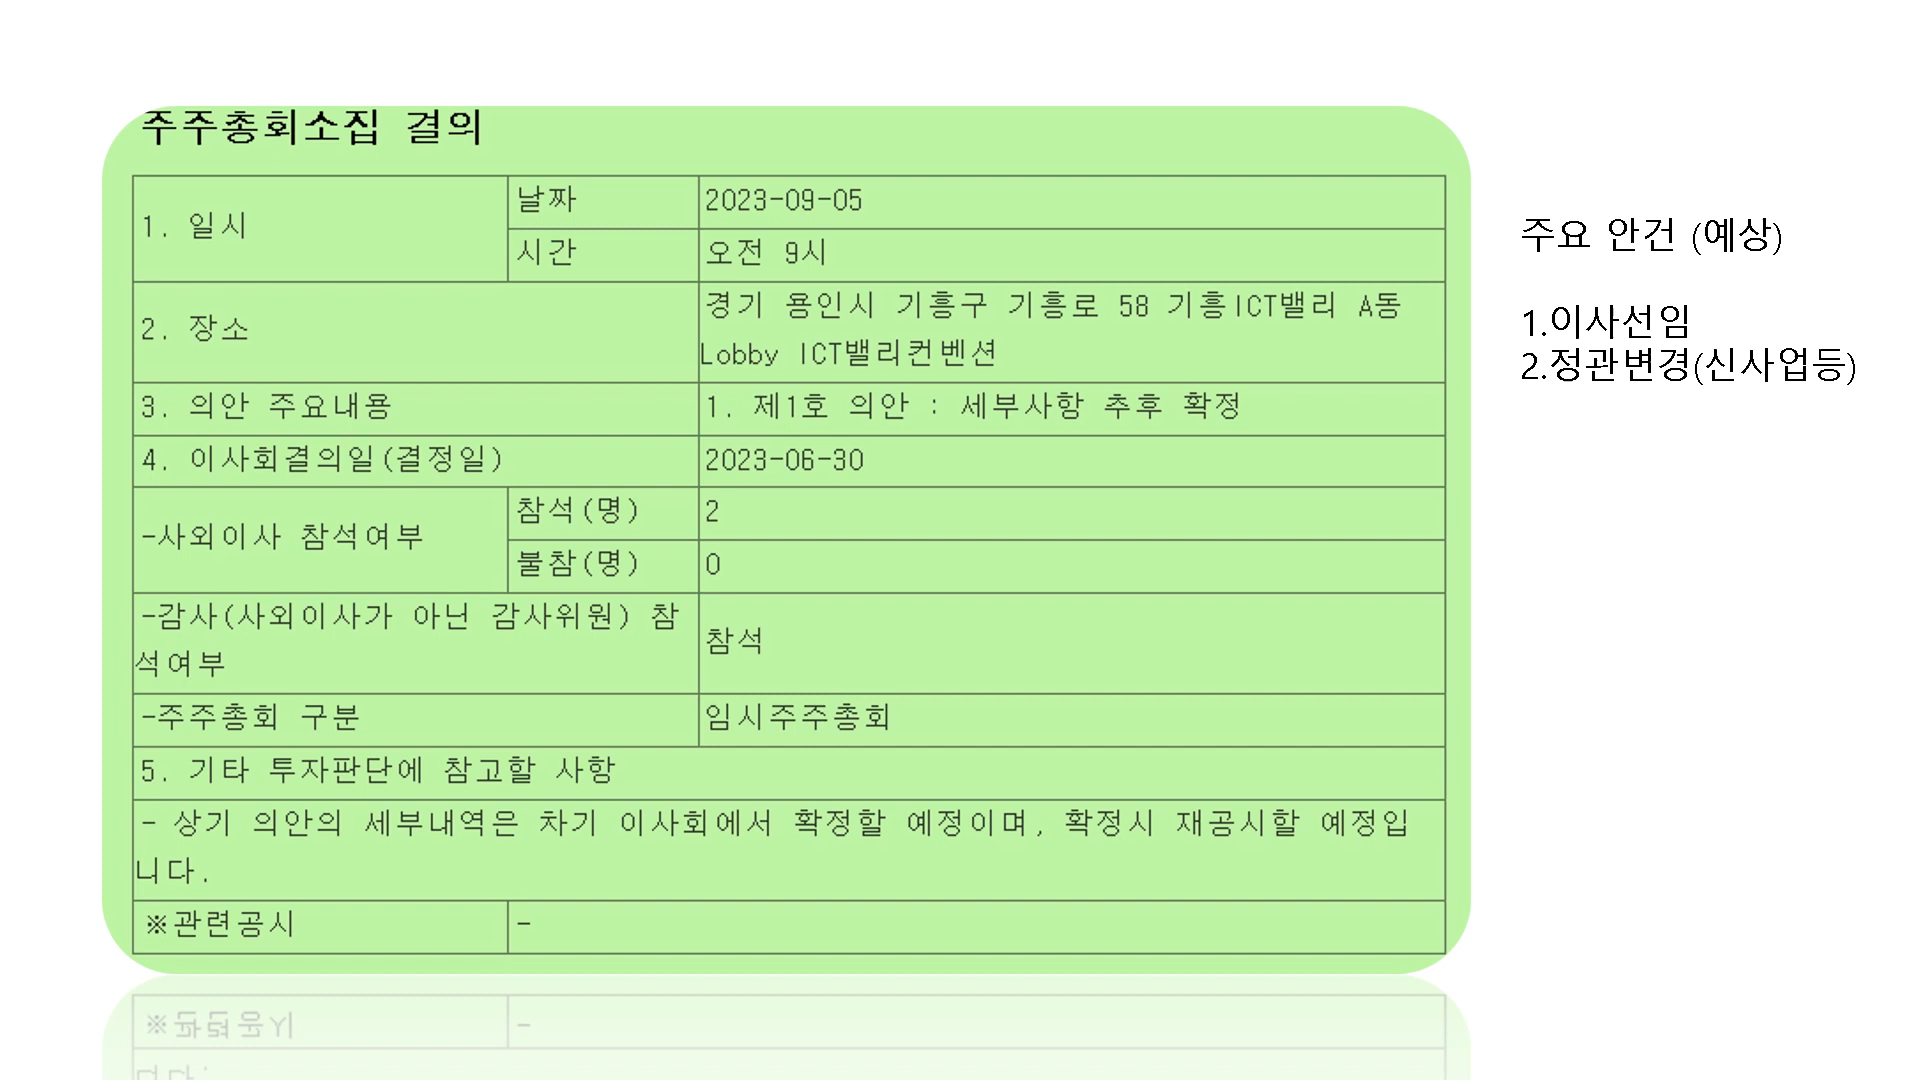 주주총회소집 결의
1. 일시
날짜
2023-09-05
시간
오전 9시
2. 장소
경기 용인시 기흥구 기흥로 58 기흥ICT밸리 A동
Lobby ICT밸리컨벤션
3. 의안 주요내용
1. 제1호 의안 : 세부사항 추후 확정
4. 이사회결의일(결정일)
2023-06-30
-사외이사 참석여부
참석(명)
2
불참(명)
0
-감사(사외이사가 아닌 감사위원) 참
석여부
참석
-주주총회 구분
임시주주총회
5. 기타 투자판단에 참고할 사항
- 상기 의안의 세부내역은 차기 이사회에서 확정할 예정이며, 확정시 재공시할 예정입
니다.
※관련공시
-
주요 안건 (예상)
1.이사선임
2.정관변경(신사업등)